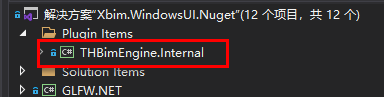 解决方案"Xbim.WindowsUI.Nuget"(12 个项目，共 12 个)
Plugin Items
C# THBimEngine.Internal
Solution Items
C# GLFW.NET